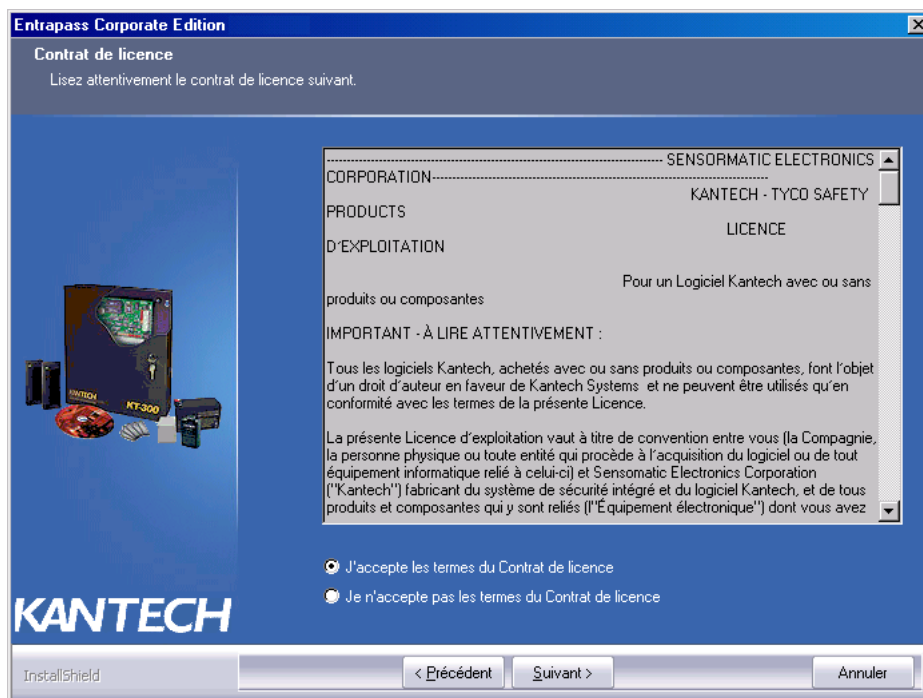 Entrapass Corporate Edition
Contrat de licence
Lisez attentivement le contrat de licence suivant.
------------------------------------------------------------------------------------ SENSORMATIC ELECTRONICS
CORPORATION------------------------------------------------------------------------------------
KANTECH - TYCO SAFETY
PRODUCTS
LICENCE
D´EXPLOITATION
Pour un Logiciel Kantech avec ou sans
produits ou composantes
IMPORTANT - À LIRE ATTENTIVEMENT :
Tous les logiciels Kantech, achetés avec ou sans produits ou composantes, font l´objet
d´un droit d´auteur en faveur de Kantech Systems et ne peuvent être utilisés qu´en
conformité avec les termes de la présente Licence.
La présente Licence d´exploitation vaut à titre de convention entre vous (la Compagnie,
la personne physique ou toute entité qui procède à l´acquisition du logiciel ou de tout
équipement informatique relié à celui-ci) et Sensomatic Electronics Corporation
(''Kantech'') fabricant du système de sécurité intégré et du logiciel Kantech, et de tous
produits et composantes qui y sont reliés (l''Équipement électronique'') dont vous avez
KANTECH
KT-300
J'accepte les termes du Contrat de licence
Je n'accepte pas les termes du Contrat de licence
KANTECH
InstallShield
< Précédent
Suivant >
Annuler